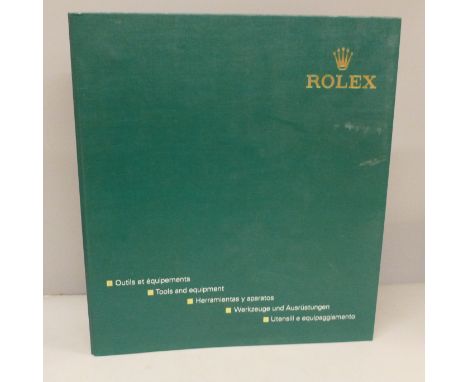 ROLEX
Outils et équipements
Tools and equipment
Herramientas y aparatos
Werkzeuge und Ausrüstungen
Utensili e equipaggiamento